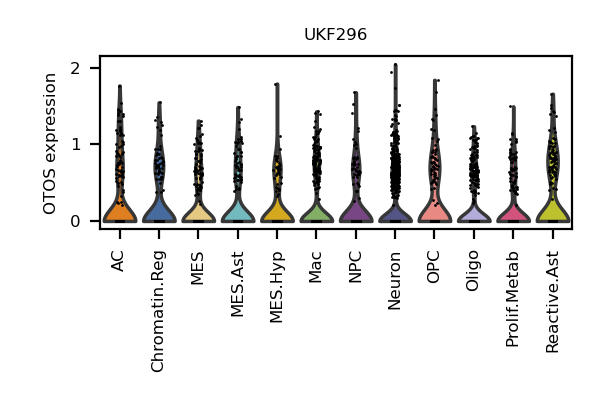 UKF296
OTOS expression
2
1
0
AC
Chromatin.Reg
MES
MES.Ast
MES.Hyp
Mac
NPC
Neuron
OPC
Oligo
Prolif.Metab
Reactive.Ast